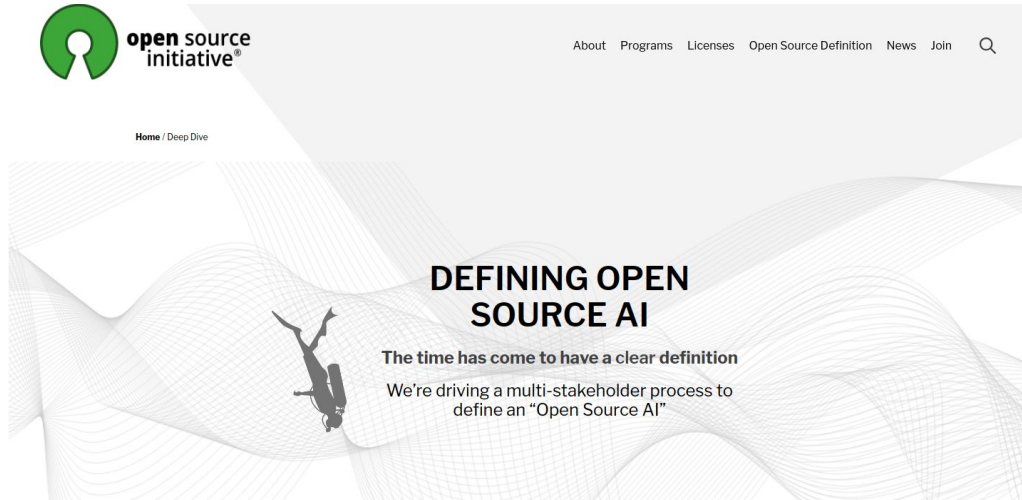 open source
initiative®
About Programs Licenses Open Source Definition News Join
Home / Deep Dive
DEFINING OPEN
SOURCE AI
The time has come to have a clear definition
We’re driving a multi-stakeholder process to
define an “Open Source AI”